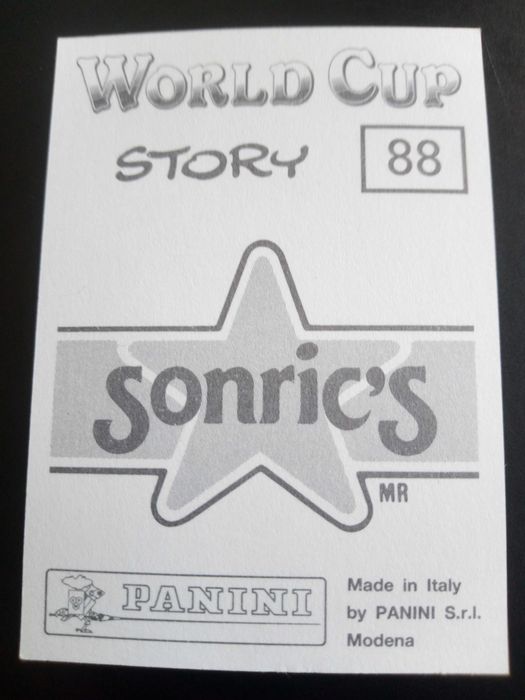 WORLD CUP
STORY
88
sonric's
MR
PANINI
Made in Italy
by PANINI S.r.l.
Modena